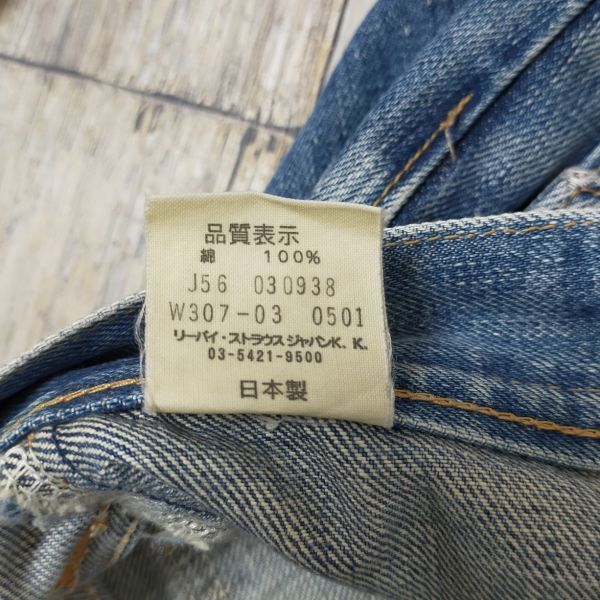 品質表示
綿 100%
J56 030938
W307-03 0501
リーバイ・ストラウス ジャパンK. K.
03-5421-9500
日本製